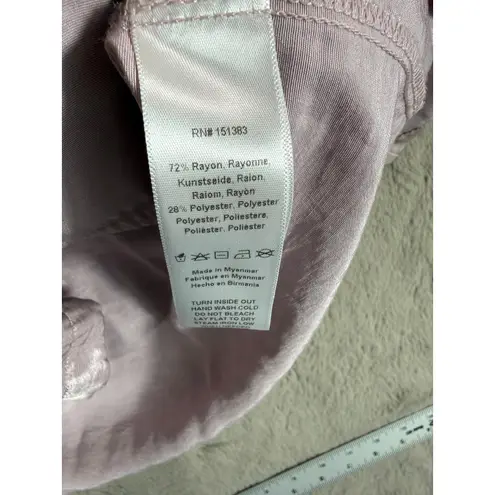 RN# 151383
72% Rayon, Rayonne,
Kunstseide, Raion,
Raiom, Rayón
28% Polyester, Polyester
Polyester, Poliestere,
Poliéster, Poliéster
Made in Myanmar
Fabrique en Myanmar
Hecho en Birmania
TURN INSIDE OUT
HAND WASH COLD
DO NOT BLEACH
LAY FLAT TO DRY
STEAM IRON LOW